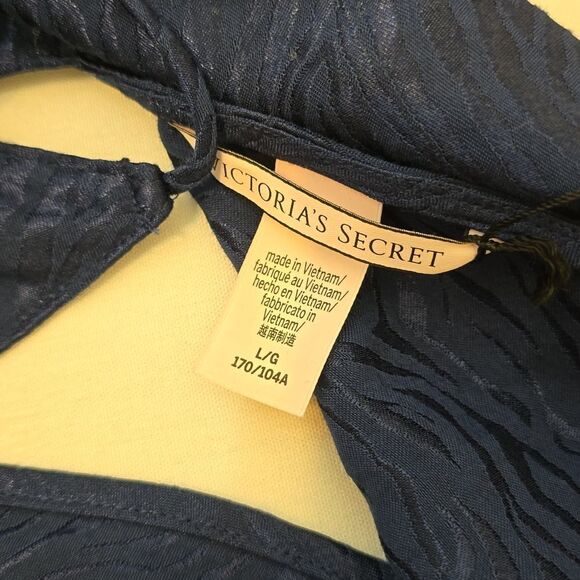 VICTORIA'S SECRET
made in Vietnam/
fabriqué au Vietnam/
hecho en Vietnam/
fabbricato in
Vietnam/
越南制造
L/G
170/104A